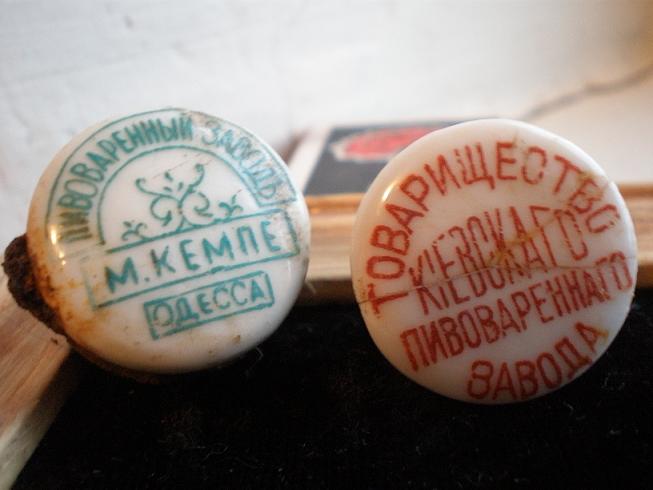 ПИВОВАРЕННЫЙ ЗАВОДЪ
М.КЕМПЕ
ОДЕССА
ТОВАРИЩЕСТВО
КІЕВСКАГО
ПИВОВАРЕННАГО
ЗАВОДА